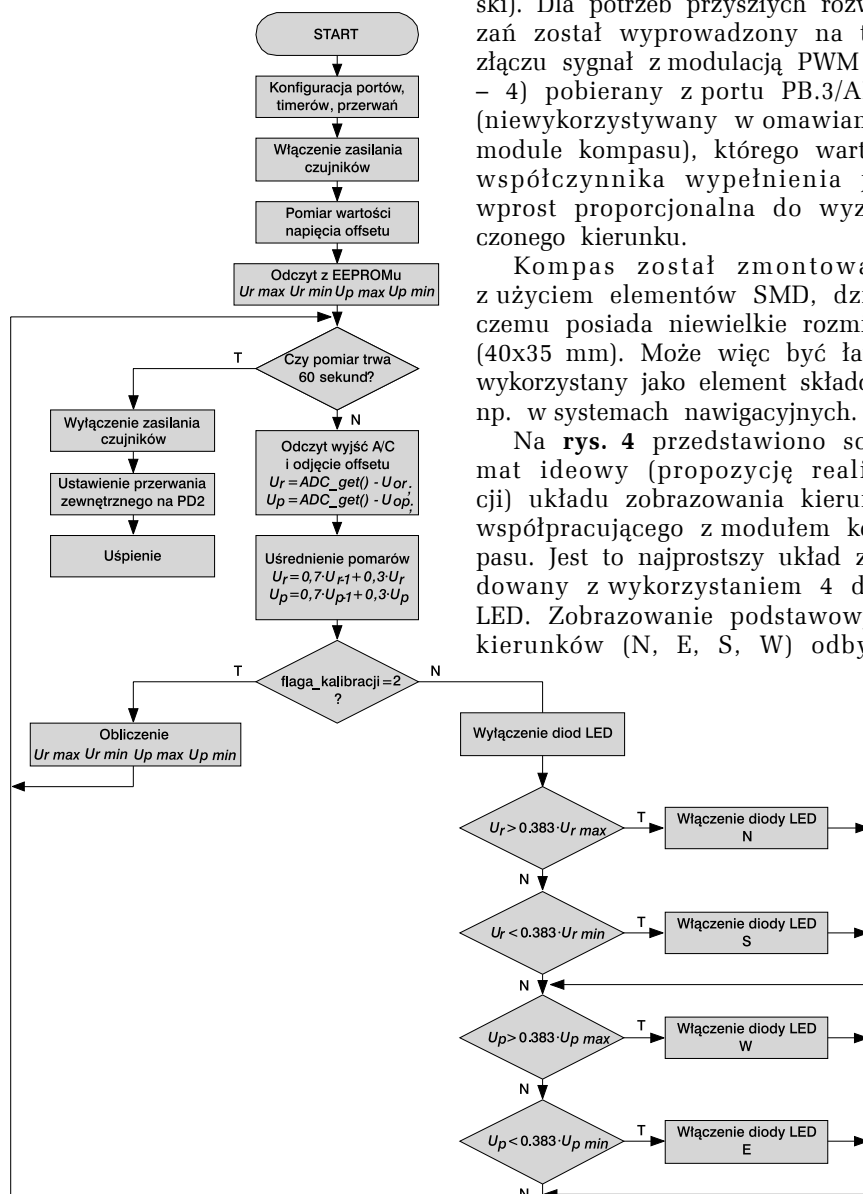 START
Konfiguracja portów,
timerów, przerwań
Włączenie zasilania
czujników
Pomiar wartości
napięcia offsetu
Odczyt z EEPROMu
Ur max Ur min Up max Up min
Czy pomiar trwa
60 sekund?
T
N
Wyłączenie zasilania
czujników
Ustawienie przerwania
zewnętrznego na PD2
Uśpienie
Odczyt wyjść A/C
i odjęcie offsetu
Ur = ADC_get() - Uor;
Up = ADC_get() - Uop;
Uśrednienie pomarów
Ur=0,7·Ur-1+0,3·Ur
Up=0,7·Up-1+0,3·Up
flaga_kalibracji=2
?
T
N
Obliczenie
Ur max Ur min Up max Up min
Wyłączenie diod LED
Ur>0.383·Ur max
T
Włączenie diody LED
N
N
Ur<0.383·Ur min
T
Włączenie diody LED
S
N
Up>0.383·Up max
T
Włączenie diody LED
W
N
Up<0.383·Up min
T
Włączenie diody LED
E
N
ski). Dla potrzeb przyszłych rozw
zań został wyprowadzony na t
złączu sygnał z modulacją PWM
– 4) pobierany z portu PB.3/A
(niewykorzystywany w omawian
module kompasu), którego wart
współczynnika wypełnienia
wprost proporcjonalna do wyz
czonego kierunku.
Kompas został zmontowa
z użyciem elementów SMD, dzi
czemu posiada niewielkie rozmi
(40x35 mm). Może więc być ła
wykorzystany jako element składo
np. w systemach nawigacyjnych.
Na rys. 4 przedstawiono sc
mat ideowy (propozycję reali
cji) układu zobrazowania kierun
współpracującego z modułem ko
pasu. Jest to najprostszy układ z
dowany z wykorzystaniem 4 d
LED. Zobrazowanie podstawowy
kierunków (N, E, S, W) odby